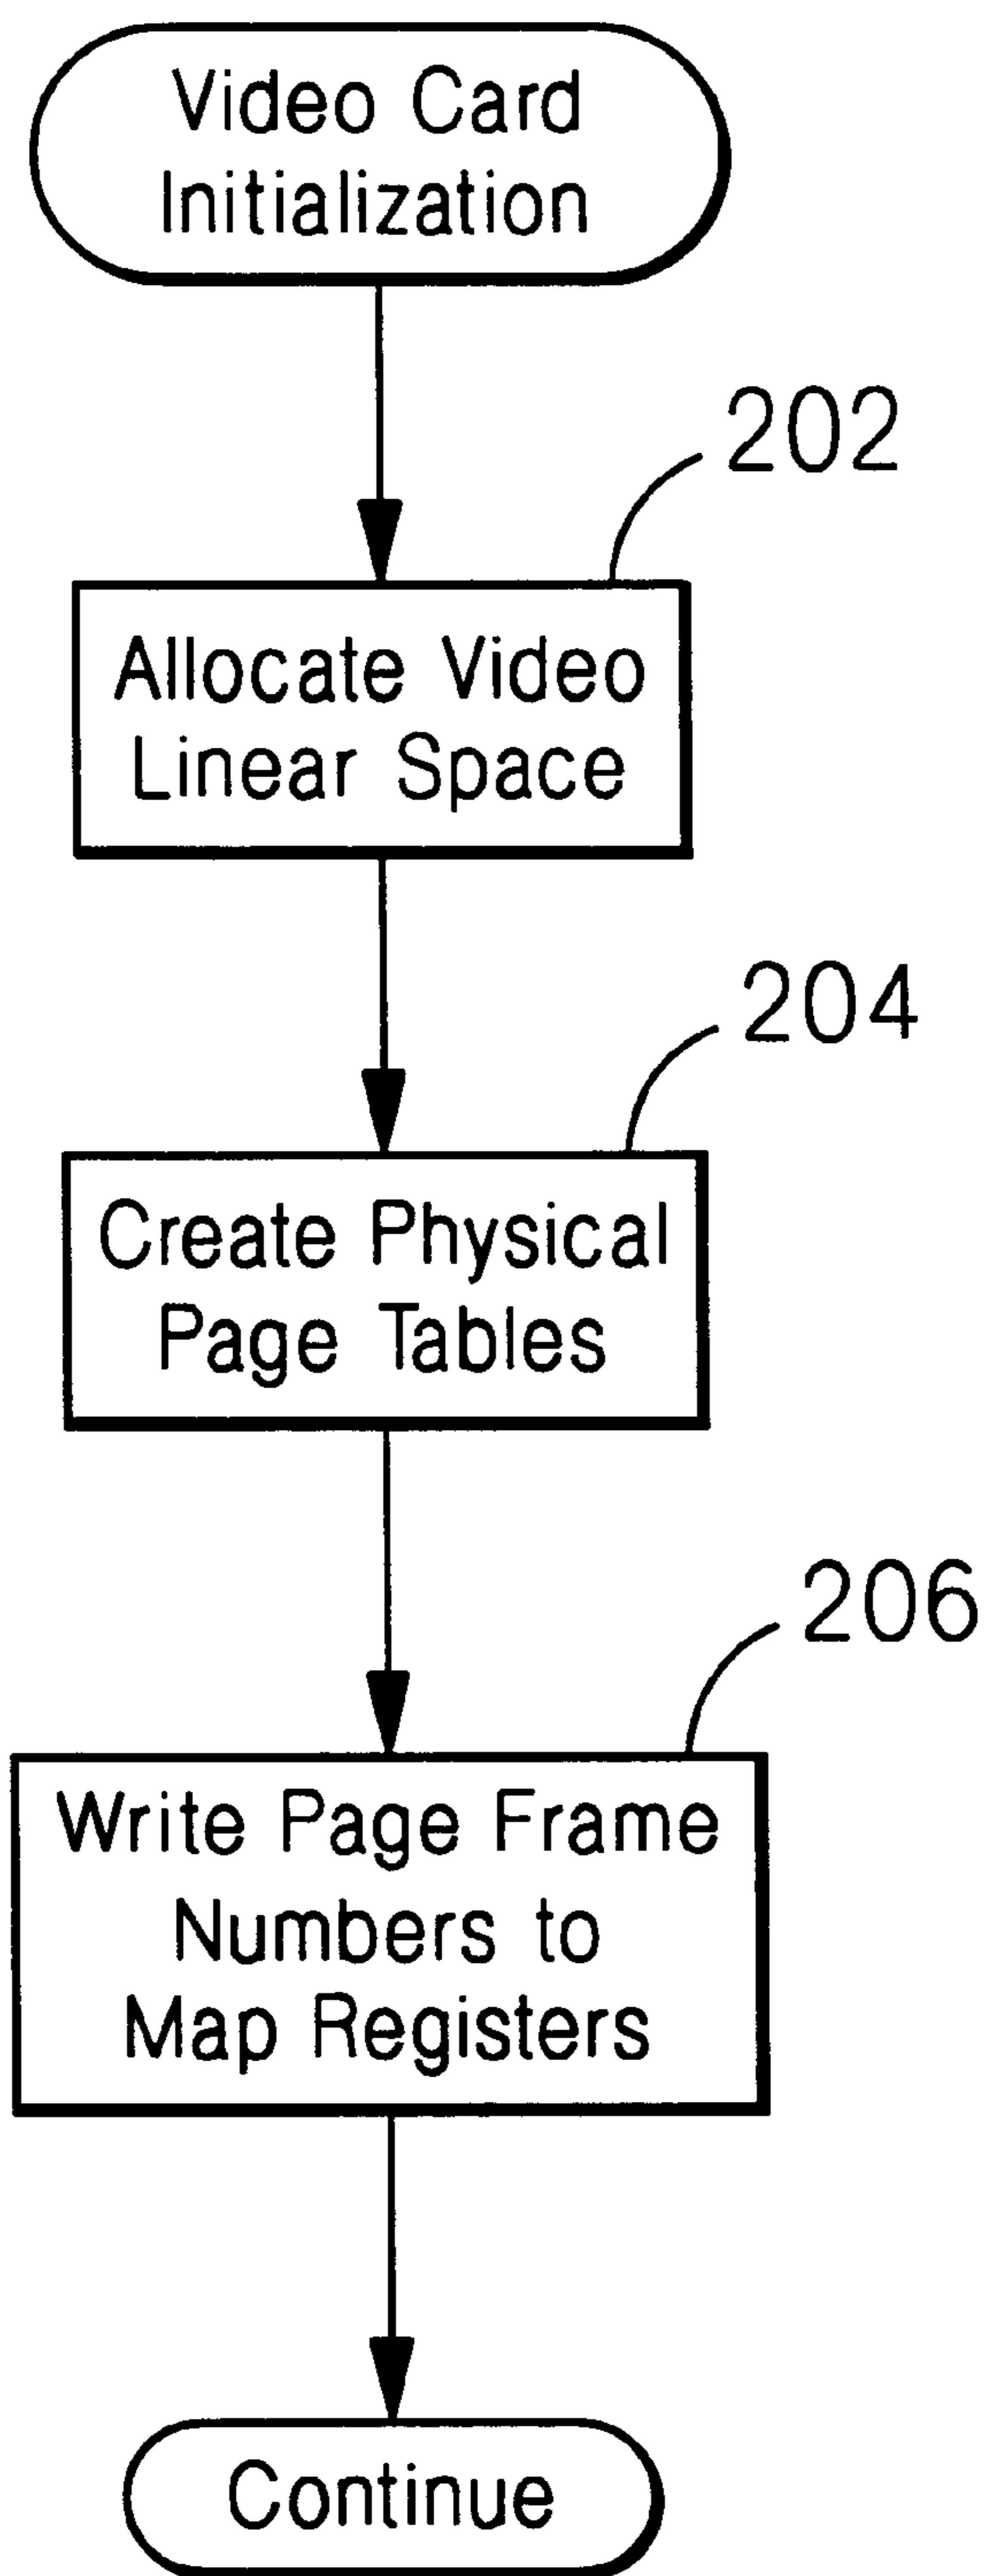 Video Card
Initialization
202
Allocate Video
Linear Space
204
Create Physical
Page Tables
206
Write Page Frame
Numbers to
Map Registers
Continue